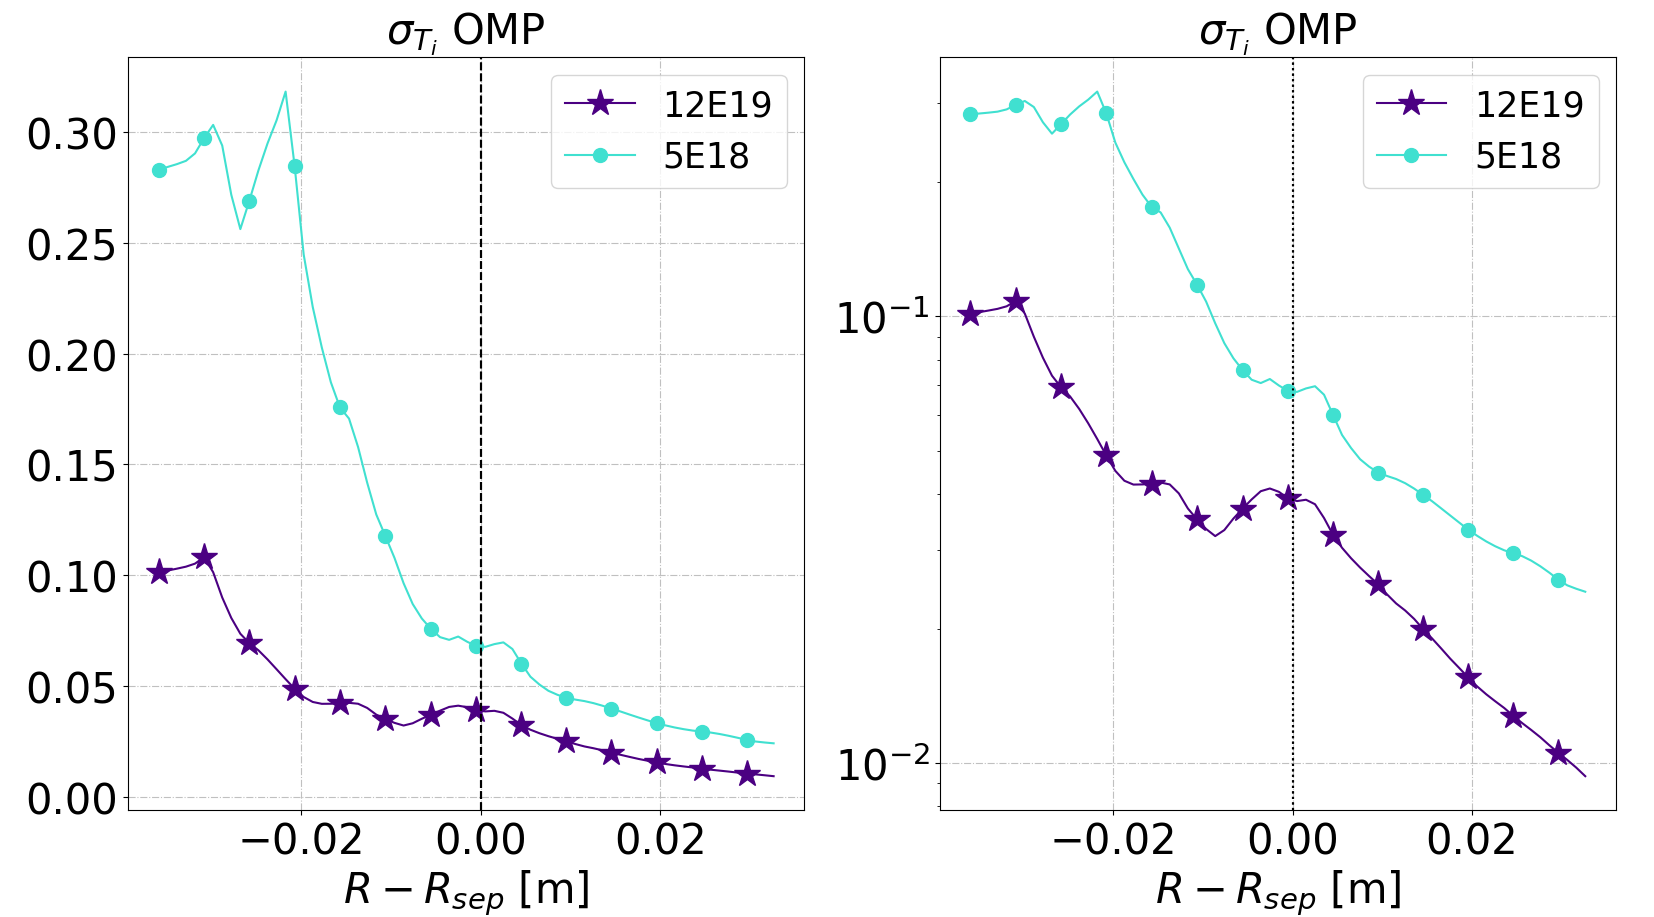 σ_{T_i} OMP
12E19
5E18
0.30
0.25
0.20
0.15
0.10
0.05
0.00
−0.02 0.00 0.02
R − R_{sep} [m]
σ_{T_i} OMP
12E19
5E18
10^{−1}
10^{−2}
−0.02 0.00 0.02
R − R_{sep} [m]